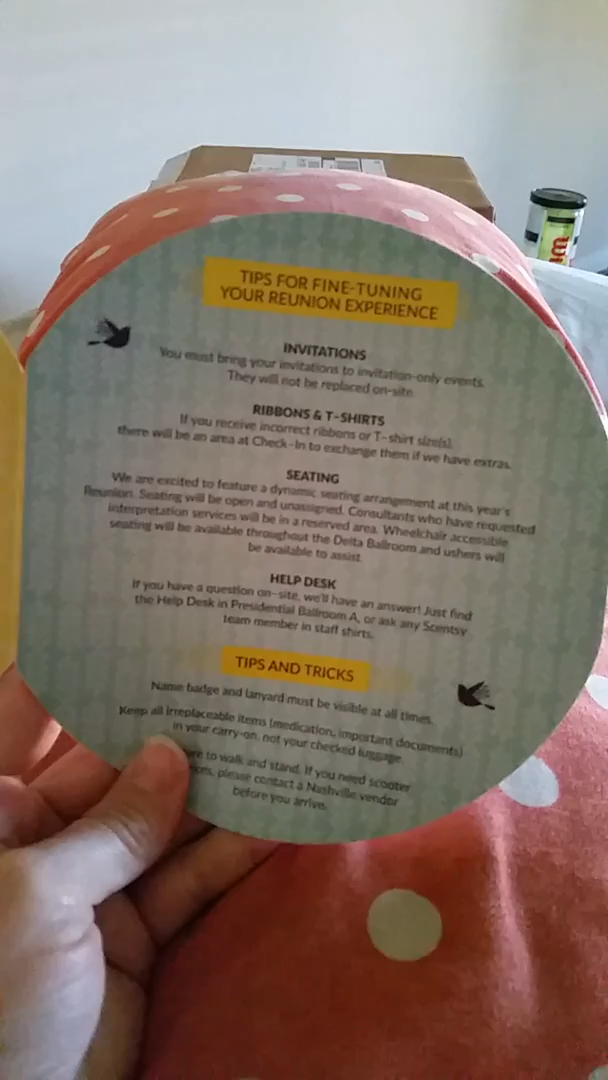 TIPS FOR FINE-TUNING
YOUR REUNION EXPERIENCE
INVITATIONS
You must bring your invitations to invitation-only events.
They will not be replaced on-site.
RIBBONS & T-SHIRTS
If you receive incorrect ribbons or T-shirt size(s),
there will be an area at Check-In to exchange them if we have extras.
SEATING
We are excited to feature a dynamic seating arrangement at this year's
Reunion. Seating will be open and unassigned. Consultants who have requested
interpretation services will be in a reserved area. Wheelchair accessible
seating will be available throughout the Delta Ballroom and ushers will
be available to assist.
HELP DESK
If you have a question on-site, we'll have an answer! Just find
the Help Desk in Presidential Ballroom A, or ask any Scentsy
team member in staff shirts.
TIPS AND TRICKS
Name badge and lanyard must be visible at all times.
Keep all irreplaceable items (medication, important documents)
in your carry-on, not your checked luggage.
to walk and stand. If you need scooter
please contact a Nashville vendor
before you arrive.